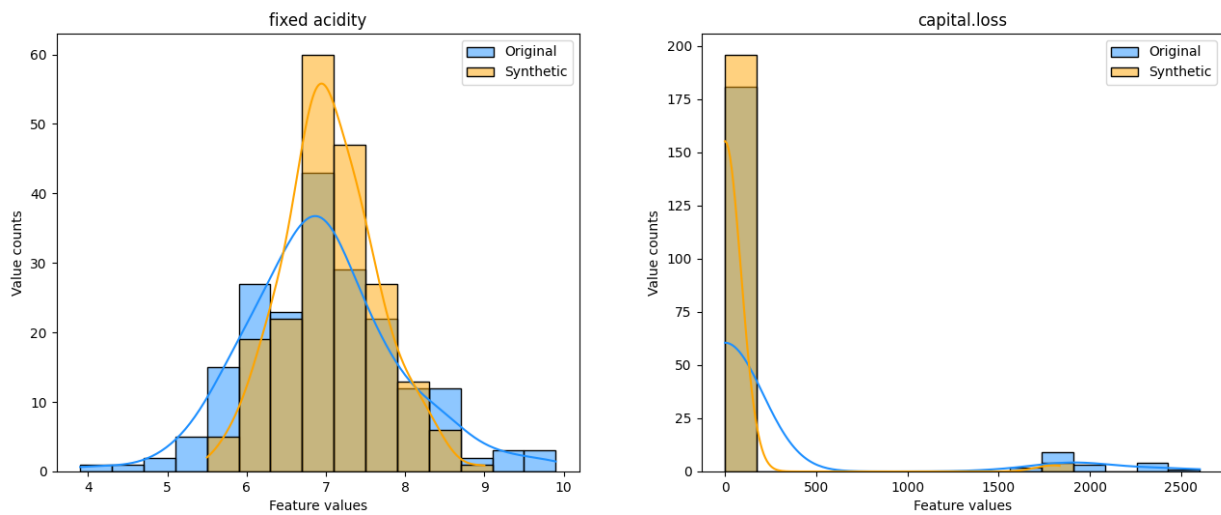 fixed acidity
Original
Synthetic
Value counts
60
50
40
30
20
10
0
4 5 6 7 8 9 10
Feature values
capital.loss
Original
Synthetic
Value counts
200
175
150
125
100
75
50
25
0
0 500 1000 1500 2000 2500
Feature values